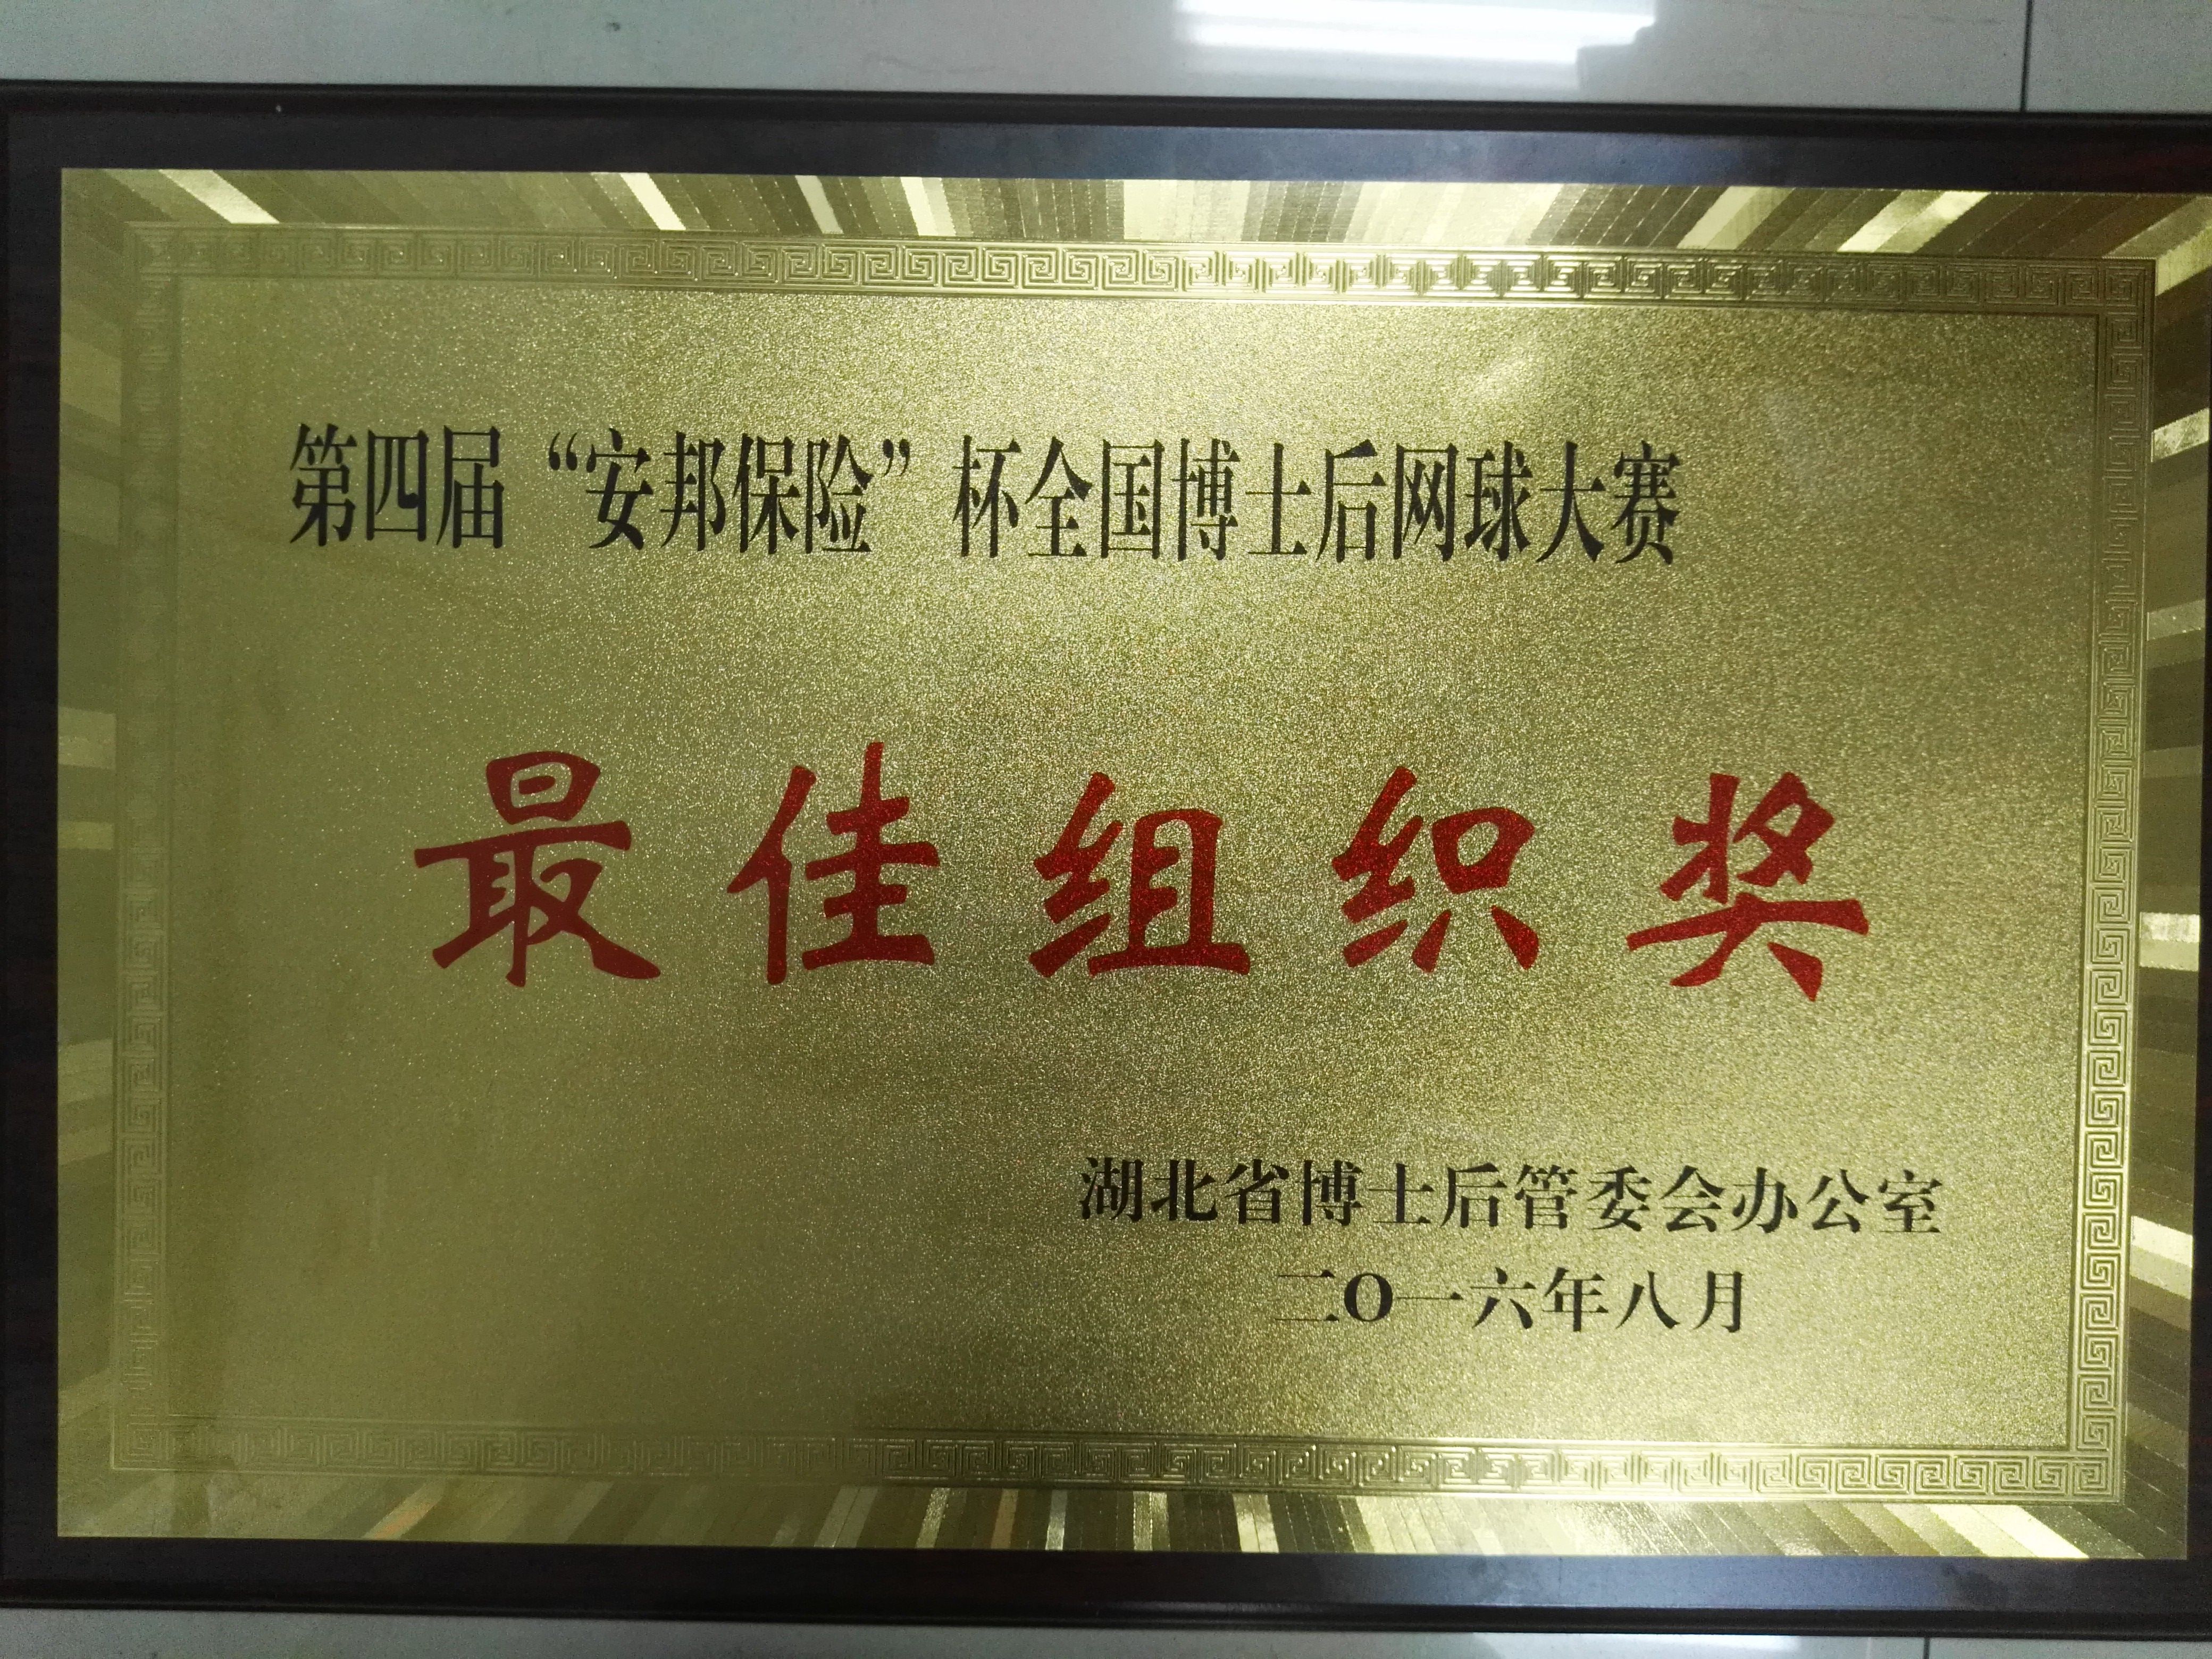 第四届“安邦保险”杯全国博士后网球大赛
最佳组织奖
湖北省博士后管委会办公室
二O一六年八月